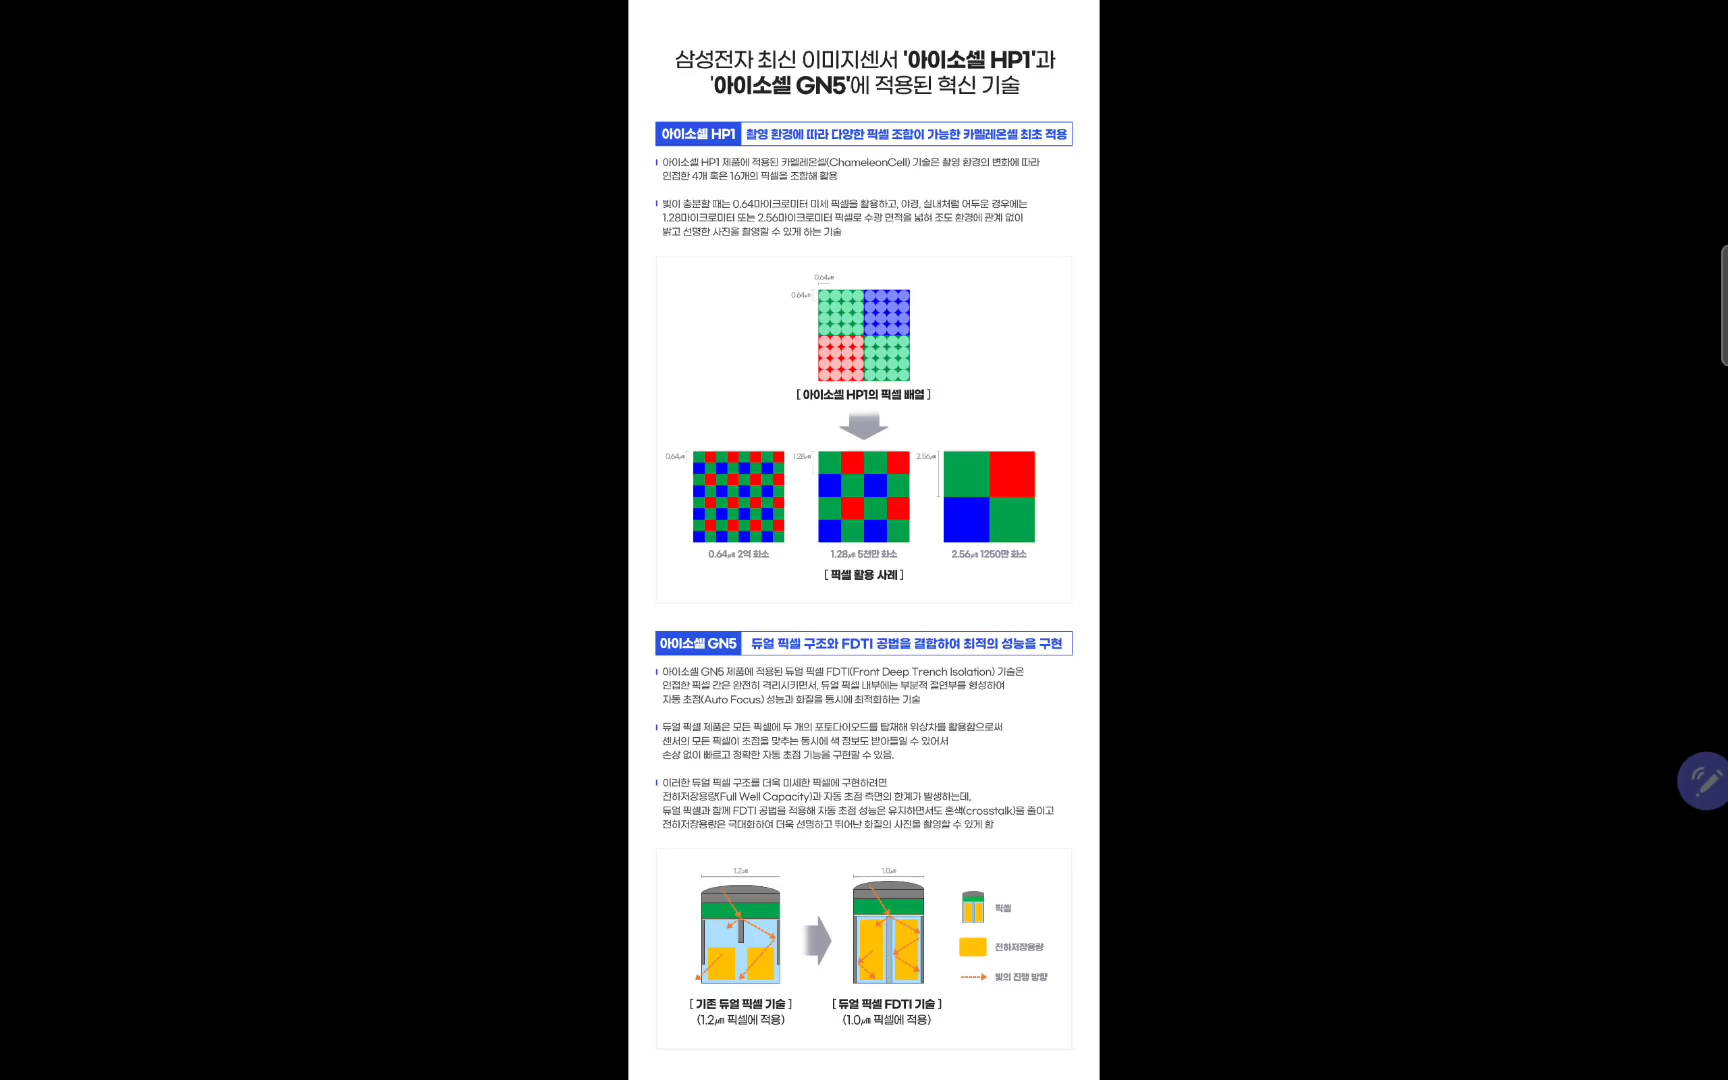 삼성전자 최신 이미지센서 '아이소셀 HP1'과
'아이소셀 GN5'에 적용된 혁신 기술
아이소셀 HP1 촬영 환경에 따라 다양한 픽셀 조합이 가능한 카멜레온셀 최초 적용
아이소셀 HP1 제품에 적용된 카멜레온셀(ChameleonCell) 기술은 촬영 환경의 변화에 따라
인접한 4개 혹은 16개의 픽셀을 조합해 활용
빛이 충분할 때는 0.64마이크로미터 미세 픽셀을 활용하고, 야경, 실내처럼 어두운 경우에는
1.28마이크로미터 또는 2.56마이크로미터 픽셀로 수광 면적을 넓혀 조도 환경에 관계 없이
밝고 선명한 사진을 촬영할 수 있게 하는 기술
0.64㎛
0.64㎛
[ 아이소셀 HP1의 픽셀 배열 ]
0.64㎛ 1.28㎛ 2.56㎛
0.64㎛ 2억 화소 1.28㎛ 5천만 화소 2.56㎛ 1250만 화소
[ 픽셀 활용 사례 ]
아이소셀 GN5 듀얼 픽셀 구조와 FDTI 공법을 결합하여 최적의 성능을 구현
아이소셀 GN5 제품에 적용된 듀얼 픽셀 FDTI(Front Deep Trench Isolation) 기술은
인접한 픽셀 간은 완전히 격리시키면서, 듀얼 픽셀 내부에는 부분적 절연부를 형성하여
자동 초점(Auto Focus) 성능과 화질을 동시에 최적화하는 기술
듀얼 픽셀 제품은 모든 픽셀에 두 개의 포토다이오드를 탑재해 위상차를 활용함으로써
센서의 모든 픽셀이 초점을 맞추는 동시에 색 정보도 받아들일 수 있어서
손상 없이 빠르고 정확한 자동 초점 기능을 구현할 수 있음.
이러한 듀얼 픽셀 구조를 더욱 미세한 픽셀에 구현하려면
전하저장용량(Full Well Capacity)과 자동 초점 측면의 한계가 발생하는데,
듀얼 픽셀과 함께 FDTI 공법을 적용해 자동 초점 성능은 유지하면서도 혼색(crosstalk)을 줄이고
전하저장용량은 극대화하여 더욱 선명하고 뛰어난 화질의 사진을 촬영할 수 있게 함
1.2㎛ 1.0㎛
픽셀
전하저장용량
빛의 진행 방향
[ 기존 듀얼 픽셀 기술 ] [ 듀얼 픽셀 FDTI 기술 ]
(1.2㎛ 픽셀에 적용) (1.0㎛ 픽셀에 적용)